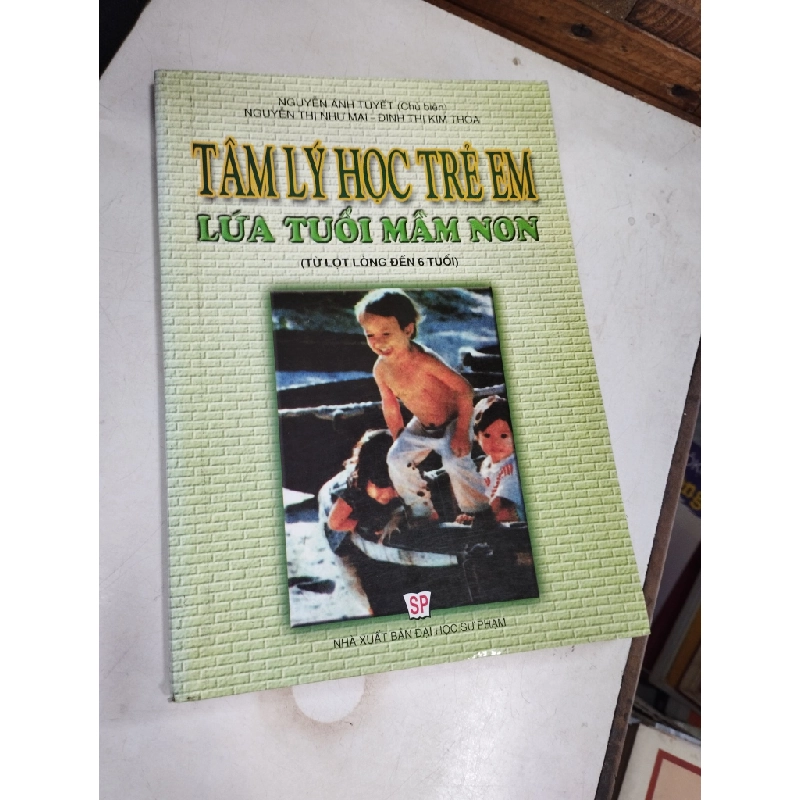 NGUYỄN ÁNH TUYẾT (Chủ biên)
NGUYỄN THỊ NHƯ MAI - ĐINH THỊ KIM THOA
TÂM LÝ HỌC TRẺ EM
LỨA TUỔI MẦM NON
(TỪ LỌT LÒNG ĐẾN 6 TUỔI)
SP
NHÀ XUẤT BẢN ĐẠI HỌC SƯ PHẠM